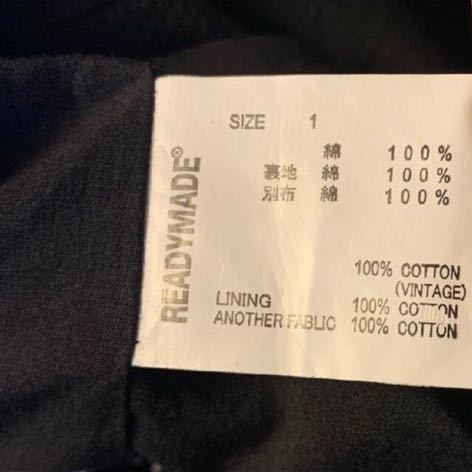 READYMADE®
SIZE 1
綿 100%
裏地 綿 100%
別布 綿 100%
100% COTTON
(VINTAGE)
LINING 100% COTTON
ANOTHER FABLIC 100% COTTON